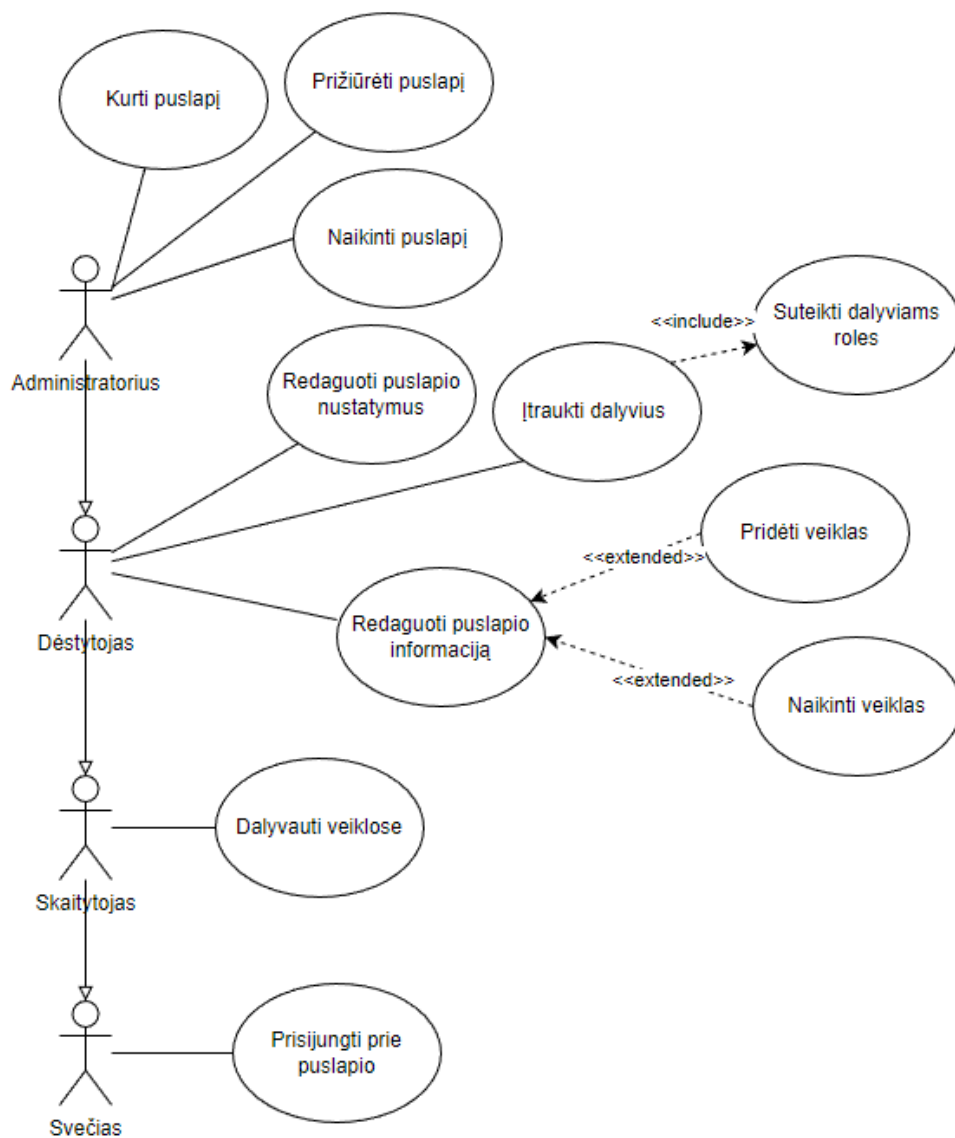 Kurti puslapį
Prižiūrėti puslapį
Naikinti puslapį
Administratorius
<<include>>
Suteikti dalyviams
roles
Redaguoti puslapio
nustatymus
Įtraukti dalyvius
Dėstytojas
Pridėti veiklas
<<extended>>
Redaguoti puslapio
informaciją
<<extended>>
Naikinti veiklas
Skaitytojas
Dalyvauti veiklose
Svečias
Prisijungti prie
puslapio